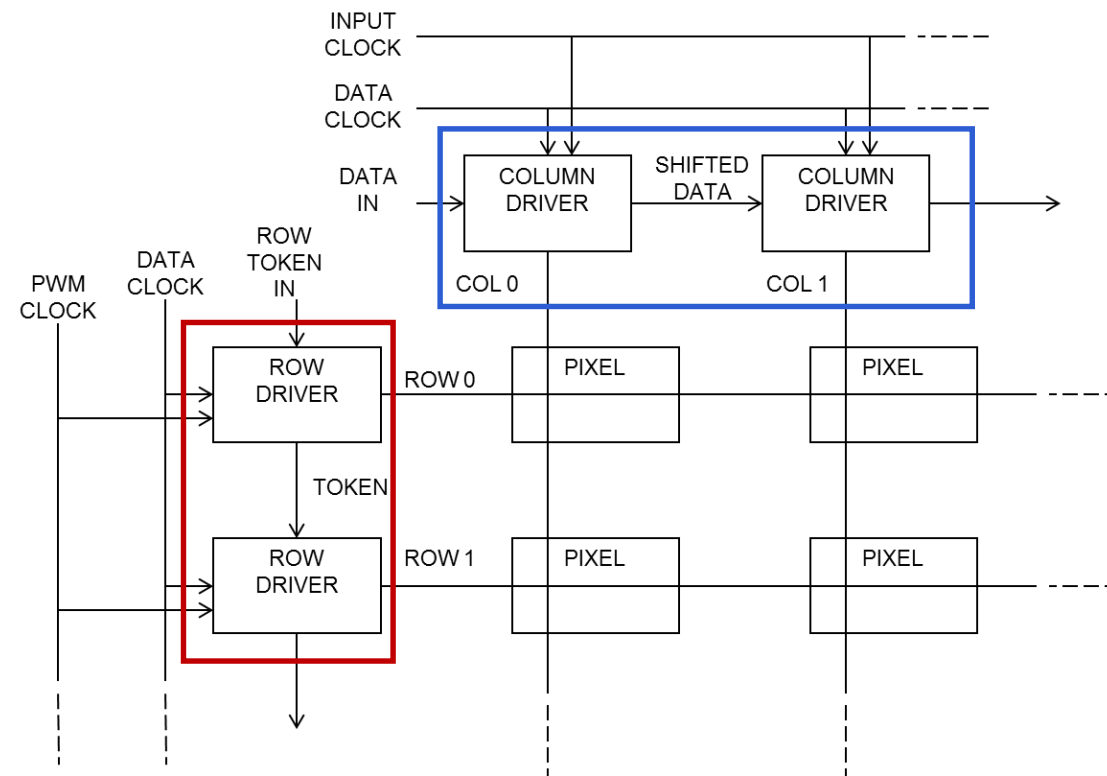 INPUT
CLOCK
DATA
CLOCK
DATA
IN
COLUMN
DRIVER
SHIFTED
DATA
COLUMN
DRIVER
ROW
TOKEN
IN
DATA
CLOCK
PWM
CLOCK
COL 0
COL 1
ROW
DRIVER
ROW 0
PIXEL
PIXEL
TOKEN
ROW
DRIVER
ROW 1
PIXEL
PIXEL